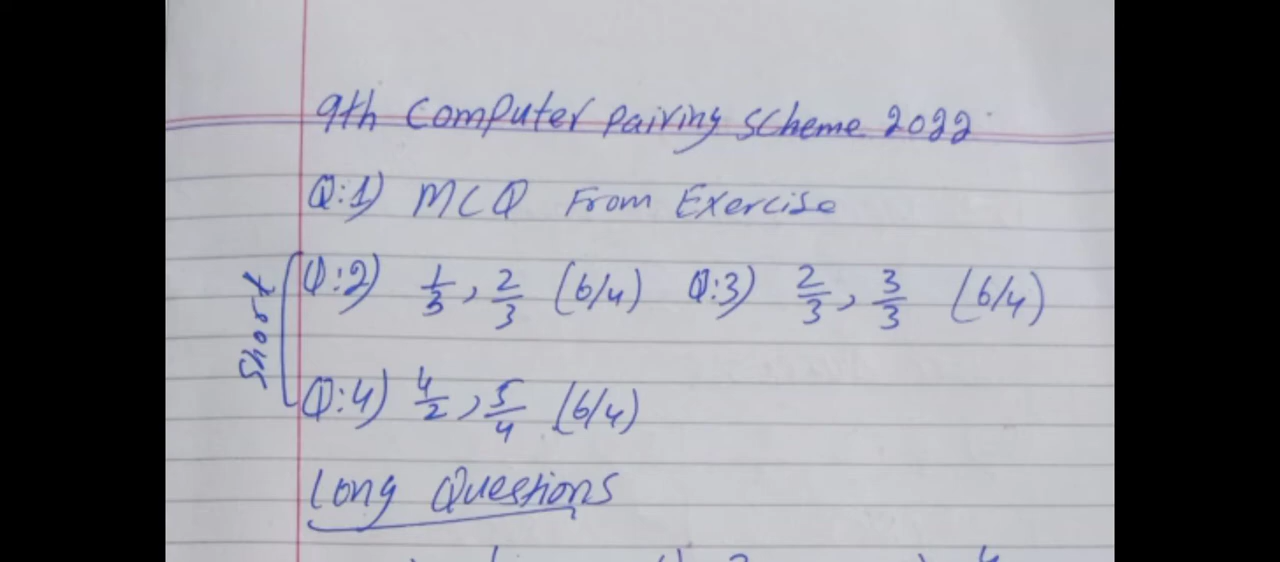 9th Computer Pairing Scheme 2022
Q:1) MCQ From Exercise
Short
Q:2) 1/3, 2/3 (6/4) Q:3) 2/3, 3/3 (6/4)
Q:4) 4/2, 5/4 (6/4)
Long Questions